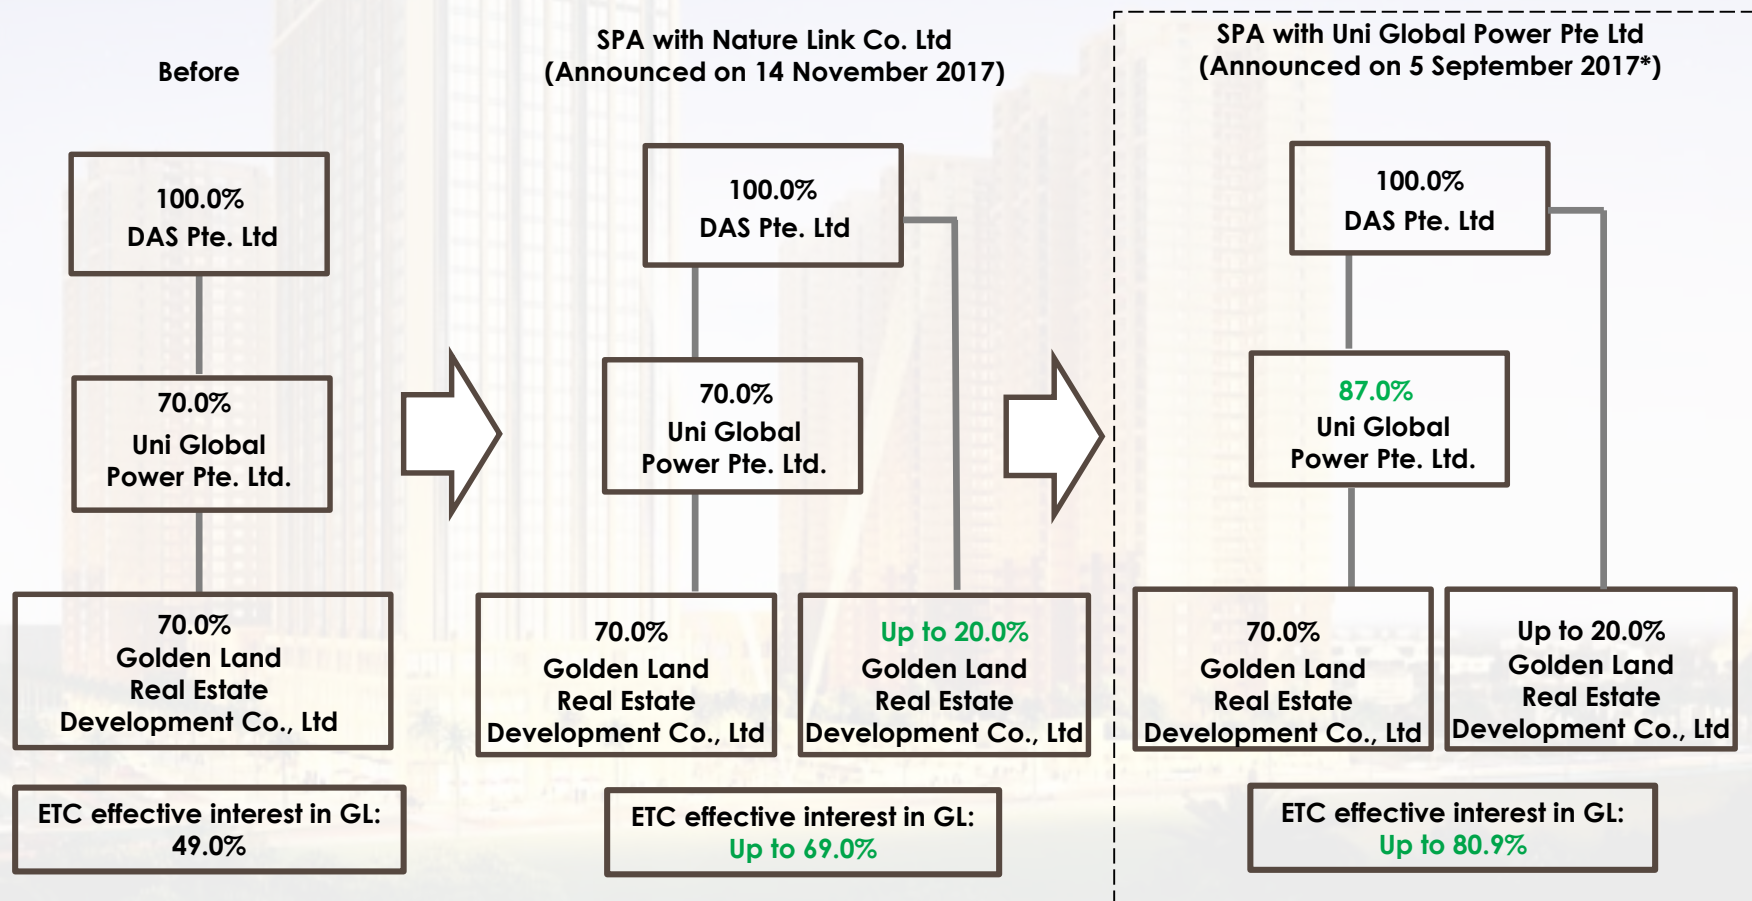 Before
100.0%
DAS Pte. Ltd
70.0%
Uni Global
Power Pte. Ltd.
70.0%
Golden Land
Real Estate
Development Co., Ltd
ETC effective interest in GL:
49.0%
SPA with Nature Link Co. Ltd
(Announced on 14 November 2017)
100.0%
DAS Pte. Ltd
70.0%
Uni Global
Power Pte. Ltd.
70.0%
Golden Land
Real Estate
Development Co., Ltd
Up to 20.0%
Golden Land
Real Estate
Development Co., Ltd
ETC effective interest in GL:
Up to 69.0%
SPA with Uni Global Power Pte Ltd
(Announced on 5 September 2017*)
100.0%
DAS Pte. Ltd
87.0%
Uni Global
Power Pte. Ltd.
70.0%
Golden Land
Real Estate
Development Co., Ltd
Up to 20.0%
Golden Land
Real Estate
Development Co., Ltd
ETC effective interest in GL:
Up to 80.9%